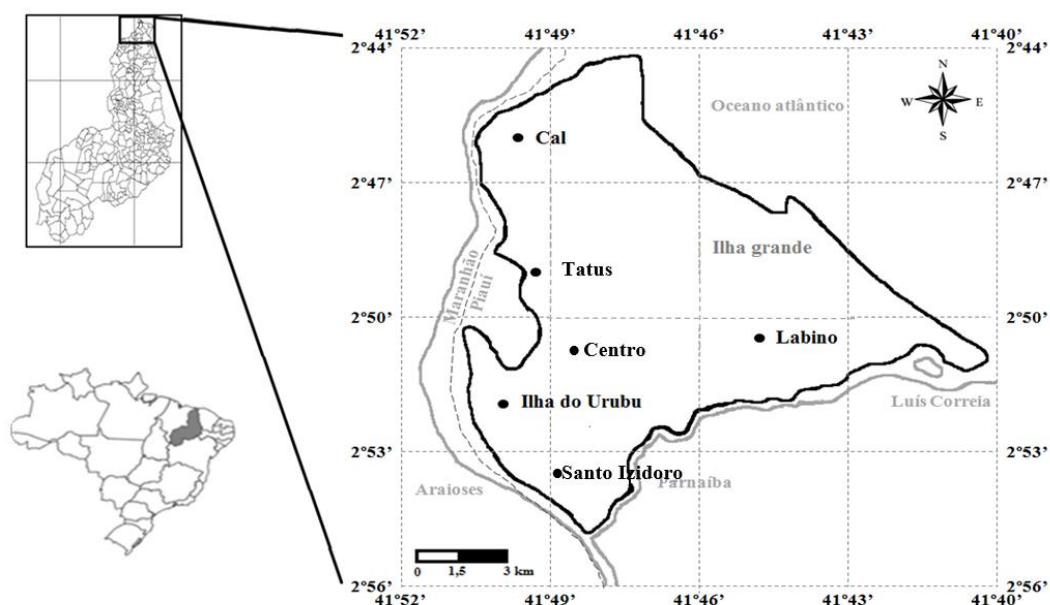 41°52’ 41°49’ 41°46’ 41°43’ 41°40’
2°44’ 2°44’
N
W E
S
Oceano atlântico
Cal
2°47’ 2°47’
Ilha grande
Tatus
Maranhão
Piauí
2°50’ 2°50’
Labino
Centro
Ilha do Urubu
Luís Correia
2°53’ 2°53’
Santo Izidoro
Parnaíba
Araioses
0 1,5 3 km
2°56’ 2°56’
41°52’ 41°49’ 41°46’ 41°43’ 41°40’